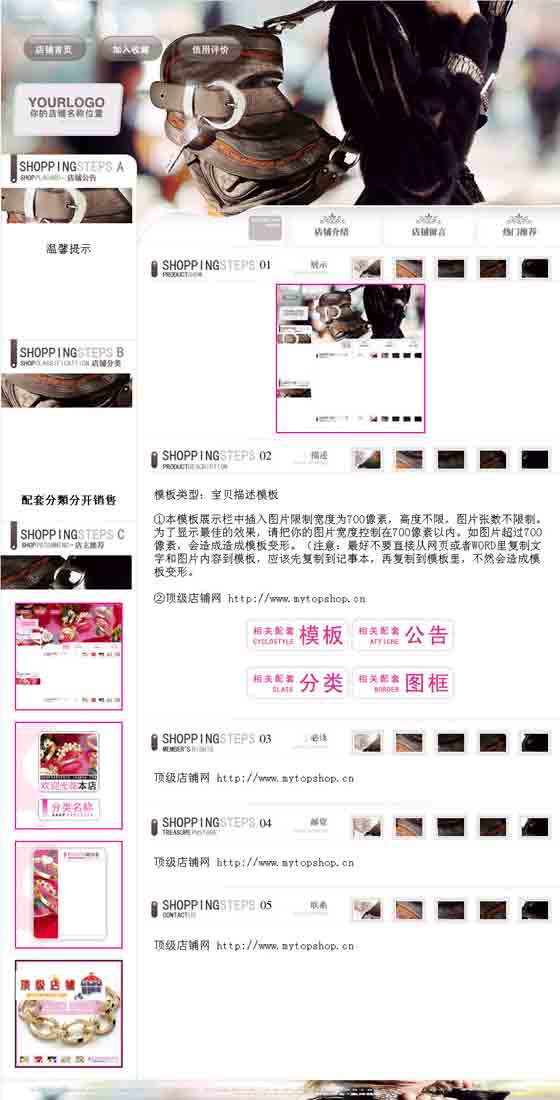 店铺首页
加入收藏
信用评价
YOURLOGO
你的店铺名称位置
SHOPPINGSTEPS A
店铺公告
温馨提示
SHOPPINGSTEPS B
SHOPCLASSIFICATION 店铺分类
配套分類分开销售
SHOPPINGSTEPS C
店主推荐
欢迎光临本店
分类名称
顶级店铺
店铺介绍
店铺留言
热门推荐
SHOPPINGSTEPS 01 展示
PRODUCTSHOW
SHOPPINGSTEPS 02 描述
PRODUCTDESCRIPTION
模板类型：宝贝描述模板
①本模板展示栏中插入图片限制宽度为700像素，高度不限，图片张数不限制。
为了显示最佳的效果，请把你的图片宽度控制在700像素以内。如图片超过700
像素，会造成造成模板变形。（注意：最好不要直接从网页或者WORD里复制文
字和图片内容到模板，应该先复制到记事本，再复制到模板里，不然会造成模
板变形。
②顶级店铺网 http://www.mytopshop.cn
相关配套 模板
CYCLOSTYLE
相关配套 公告
AFFICHE
相关配套 分类
CLASS
相关配套 图框
BORDER
SHOPPINGSTEPS 03 必读
MEMBER'S RIGHTS
顶级店铺网 http://www.mytopshop.cn
SHOPPINGSTEPS 04
TREASURE POSTAGE
顶级店铺网 http://www.mytopshop.cn
SHOPPINGSTEPS 05 联系
CONTACTUS
顶级店铺网 http://www.mytopshop.cn